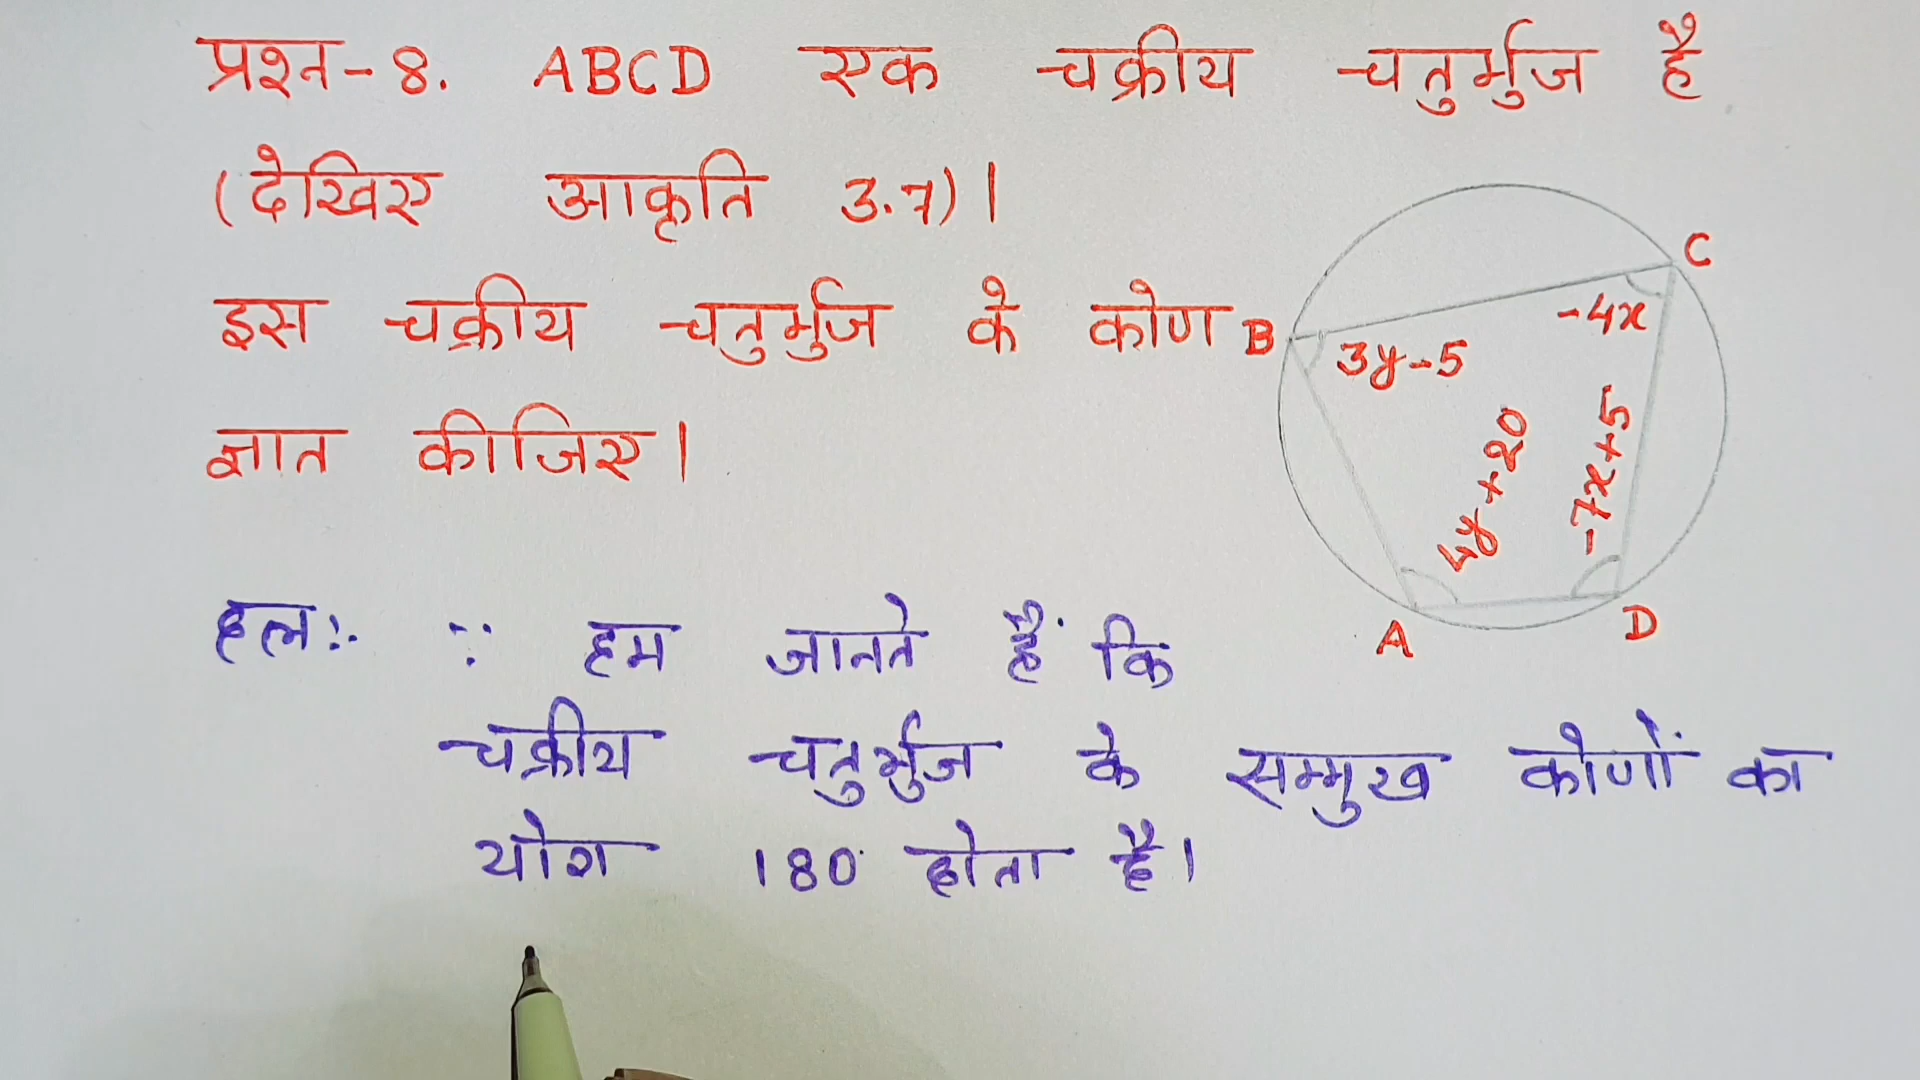 प्रश्न-8. ABCD एक चक्रीय चतुर्भुज है
(देखिए आकृति 3.7)।
इस चक्रीय चतुर्भुज के कोण
ज्ञात कीजिए।
C
-4x
B
3y-5
4y+20
-7x+5
A
D
हल:- ∵ हम जानते हैं कि
चक्रीय चतुर्भुज के सम्मुख कोणों का
योग 180° होता है।